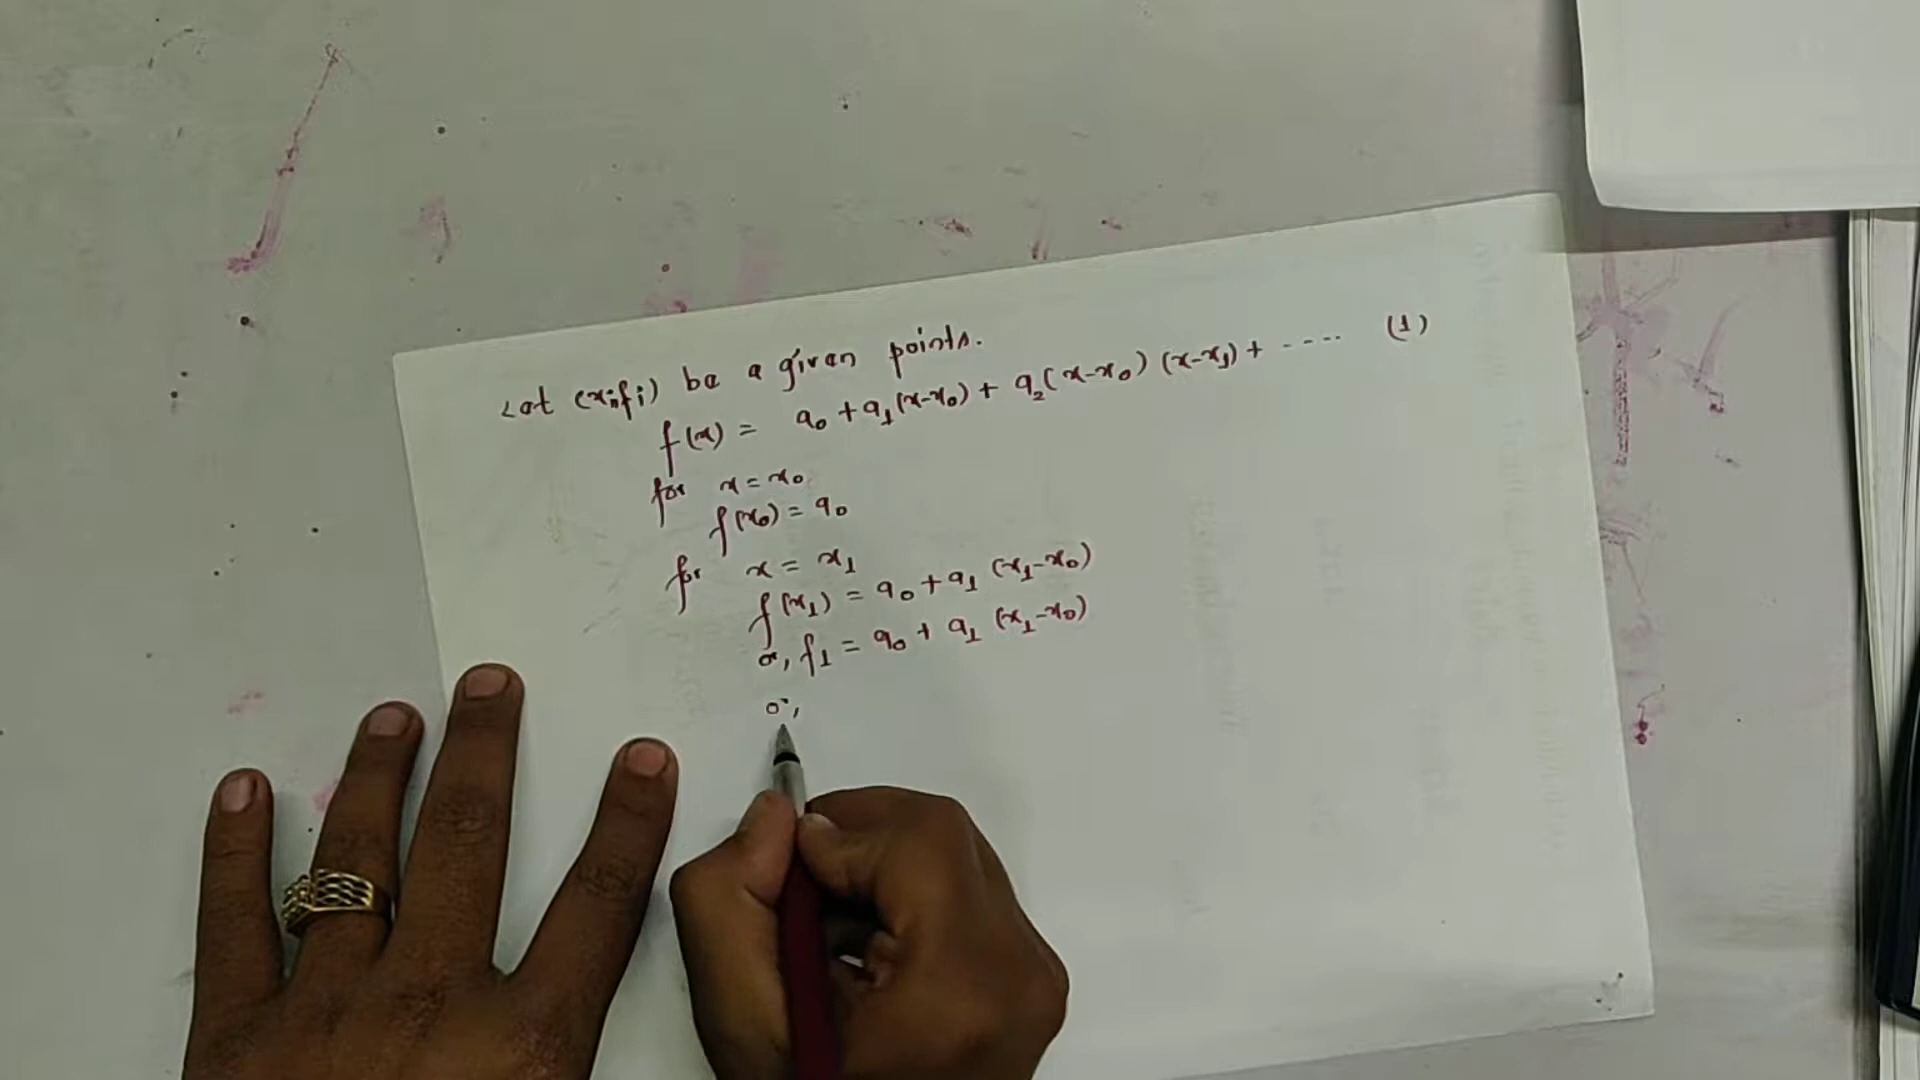 Let (xi, fi) be a given points.
f(x) = a₀ + a₁(x-x₀) + a₂(x-x₀) (x-x₁) + ---- (1)
for x = x₀
f(x₀) = a₀
for x = x₁
f(x₁) = a₀ + a₁ (x₁-x₀)
or, f₁ = a₀ + a₁ (x₁-x₀)
or,